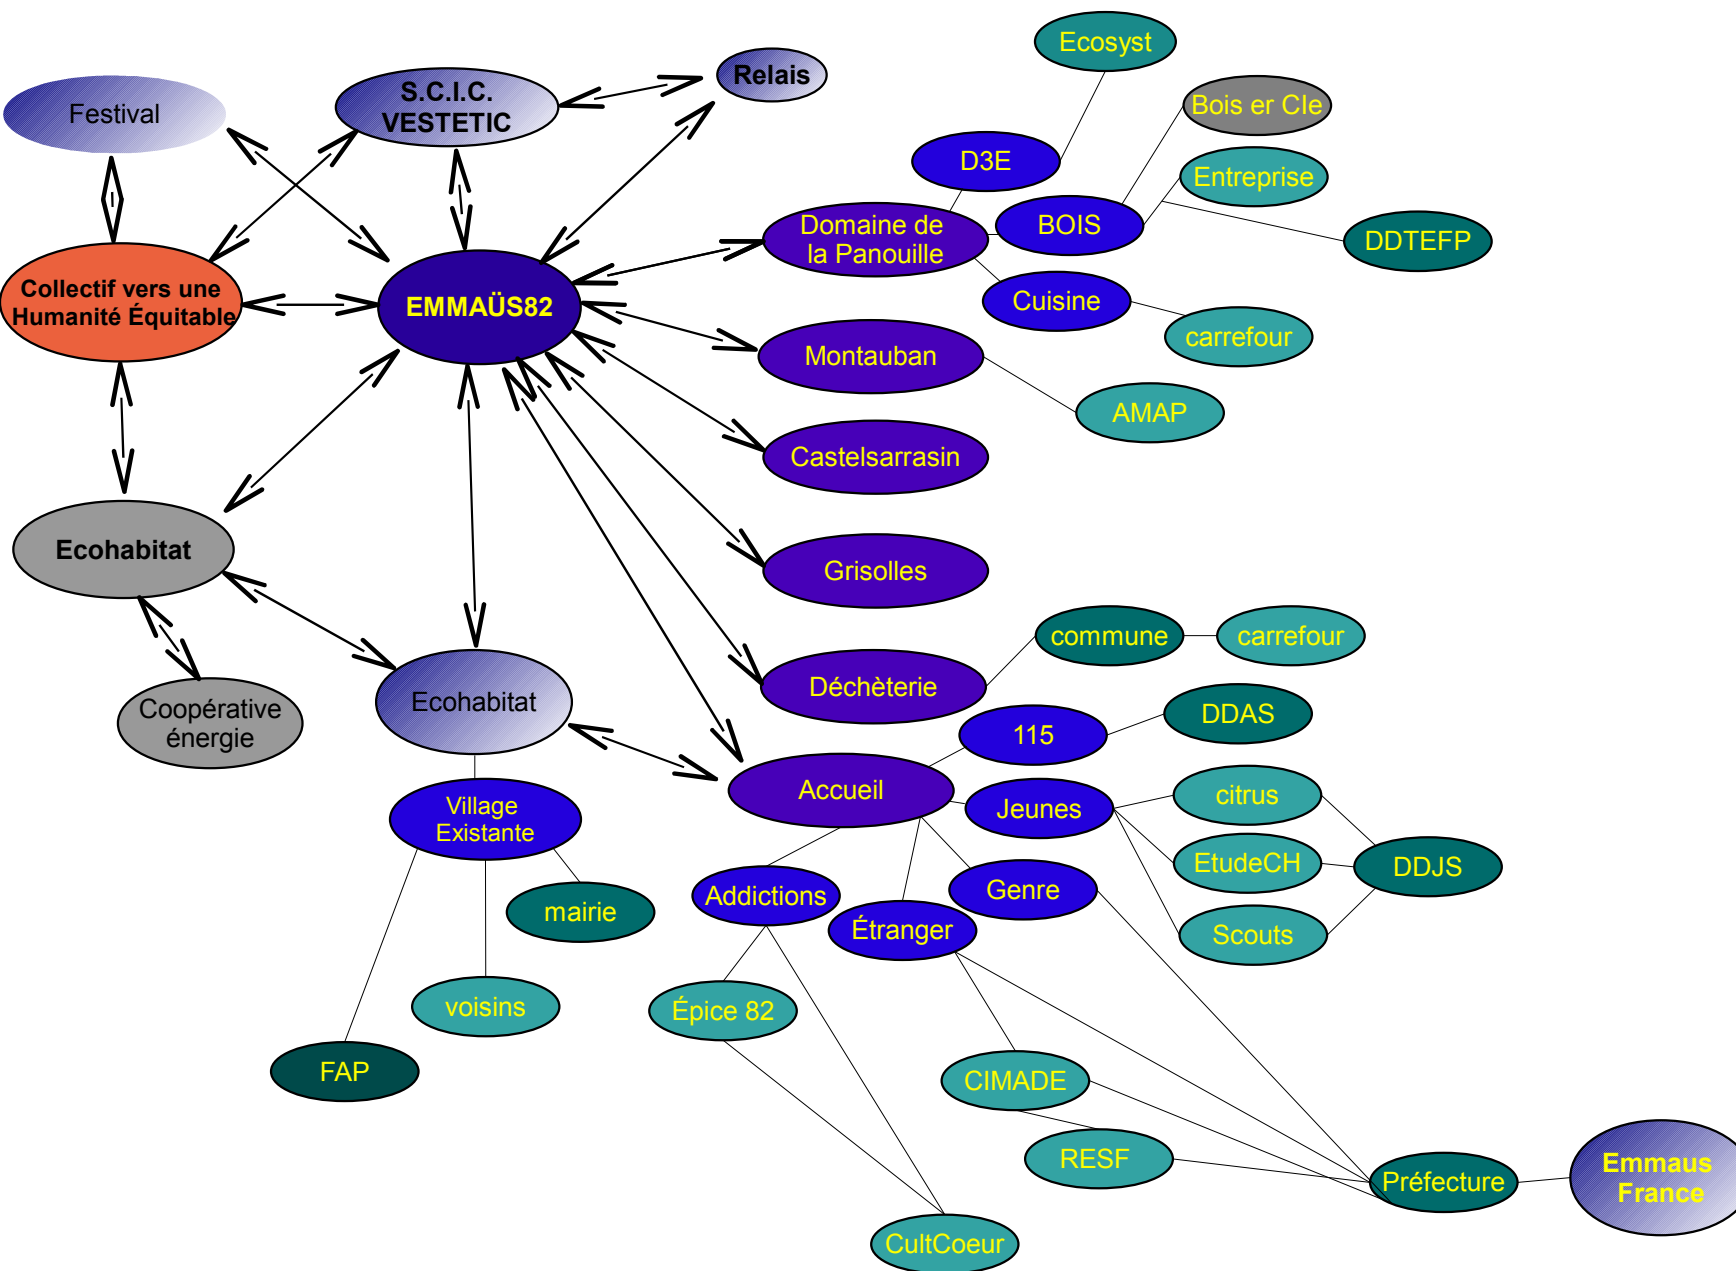 Ecosyst
Relais
S.C.I.C.
VESTETIC
Festival
Bois er CIe
D3E
Entreprise
Domaine de
la Panouille
BOIS
DDTEFP
Collectif vers une
Humanité Équitable
EMMAÜS82
Cuisine
carrefour
Montauban
AMAP
Castelsarrasin
Ecohabitat
Grisolles
commune
carrefour
Déchèterie
Ecohabitat
Coopérative
énergie
115
DDAS
Accueil
Jeunes
citrus
Village
Existante
EtudeCH
DDJS
Addictions
Genre
mairie
Étranger
Scouts
voisins
Épice 82
FAP
CIMADE
RESF
Préfecture
Emmaus
France
CultCoeur